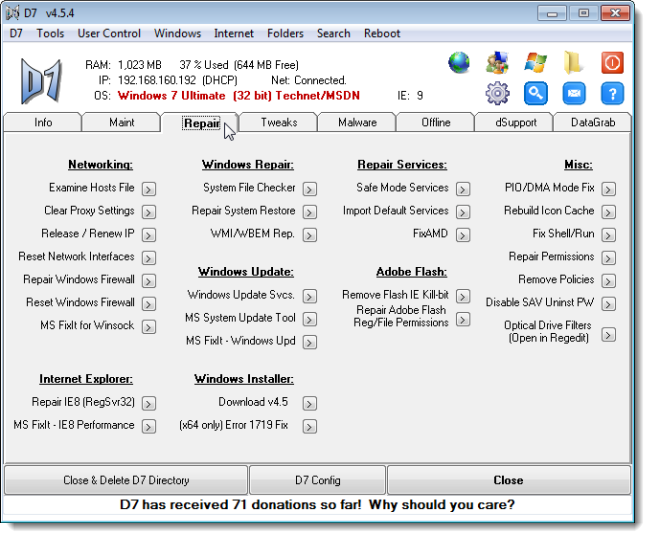 D7 v4.5.4
D7 Tools User Control Windows Internet Folders Search Reboot
D7
RAM: 1,023 MB 37 % Used (644 MB Free)
IP: 192.168.160.192 (DHCP) Net: Connected.
OS: Windows 7 Ultimate (32 bit) Technet/MSDN IE: 9
Info Maint Repair Tweaks Malware Offline dSupport DataGrab
Networking:
Examine Hosts File >
Clear Proxy Settings >
Release / Renew IP >
Reset Network Interfaces >
Repair Windows Firewall >
Reset Windows Firewall >
MS FixIt for Winsock >
Internet Explorer:
Repair IE8 (RegSvr32) >
MS FixIt - IE8 Performance >
Windows Repair:
System File Checker >
Repair System Restore >
WMI/WBEM Rep. >
Windows Update:
Windows Update Svcs. >
MS System Update Tool >
MS FixIt - Windows Upd >
Windows Installer:
Download v4.5 >
(x64 only) Error 1719 Fix >
Repair Services:
Safe Mode Services >
Import Default Services >
FixAMD >
Adobe Flash:
Remove Flash IE Kill-bit >
Repair Adobe Flash
Reg/File Permissions >
Misc:
PIO/DMA Mode Fix >
Rebuild Icon Cache >
Fix Shell/Run >
Repair Permissions >
Remove Policies >
Disable SAV Uninst PW >
Optical Drive Filters
(Open in Regedit) >
Close & Delete D7 Directory D7 Config Close
D7 has received 71 donations so far! Why should you care?